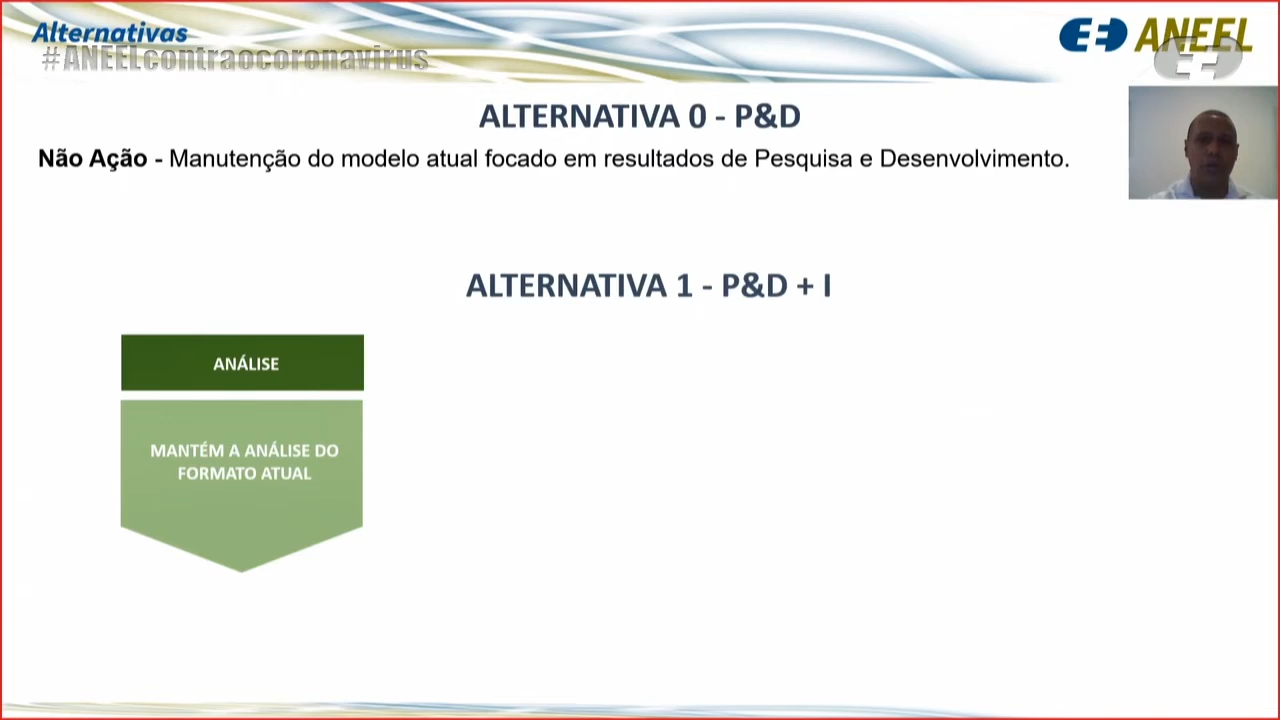 Alternativas
#ANEELcontraocoronavirus
ANEEL
ALTERNATIVA 0 - P&D
Não Ação - Manutenção do modelo atual focado em resultados de Pesquisa e Desenvolvimento.
ALTERNATIVA 1 - P&D + I
ANÁLISE
MANTÉM A ANÁLISE DO
FORMATO ATUAL